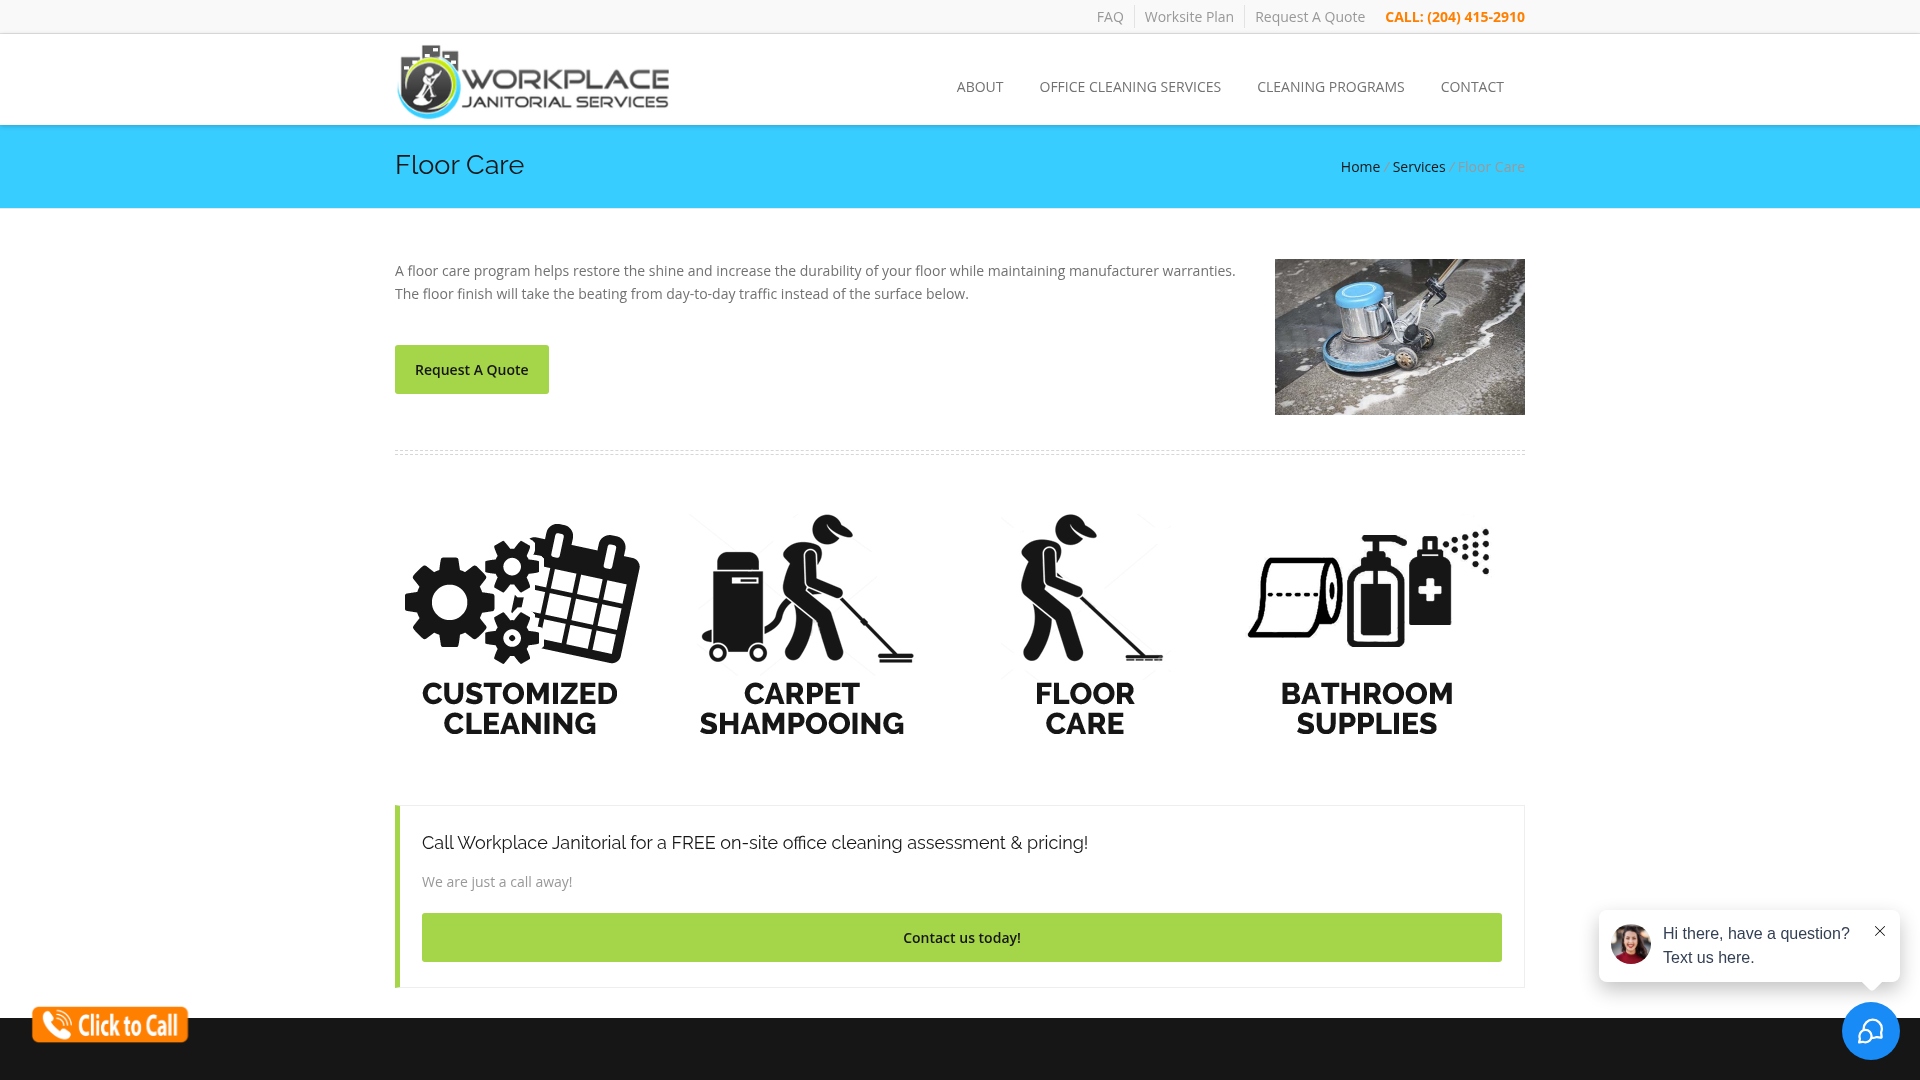 FAQ
Worksite Plan
Request A Quote
CALL: (204) 415-2910
WORKPLACE
JANITORIAL SERVICES
ABOUT
OFFICE CLEANING SERVICES
CLEANING PROGRAMS
CONTACT
Floor Care
Home / Services / Floor Care
A floor care program helps restore the shine and increase the durability of your floor while maintaining manufacturer warranties.
The floor finish will take the beating from day-to-day traffic instead of the surface below.
Request A Quote
CUSTOMIZED
CLEANING
CARPET
SHAMPOOING
FLOOR
CARE
BATHROOM
SUPPLIES
Call Workplace Janitorial for a FREE on-site office cleaning assessment & pricing!
We are just a call away!
Contact us today!
Hi there, have a question?
Text us here.
Click to Call